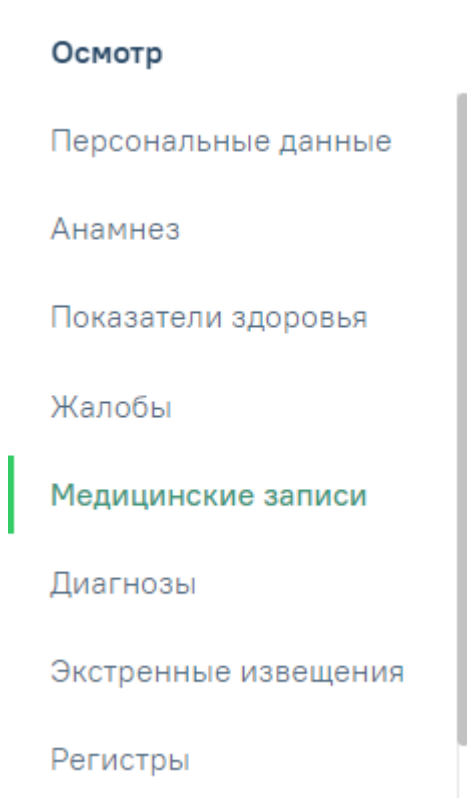 Осмотр
Персональные данные
Анамнез
Показатели здоровья
Жалобы
Медицинские записи
Диагнозы
Экстренные извещения
Регистры